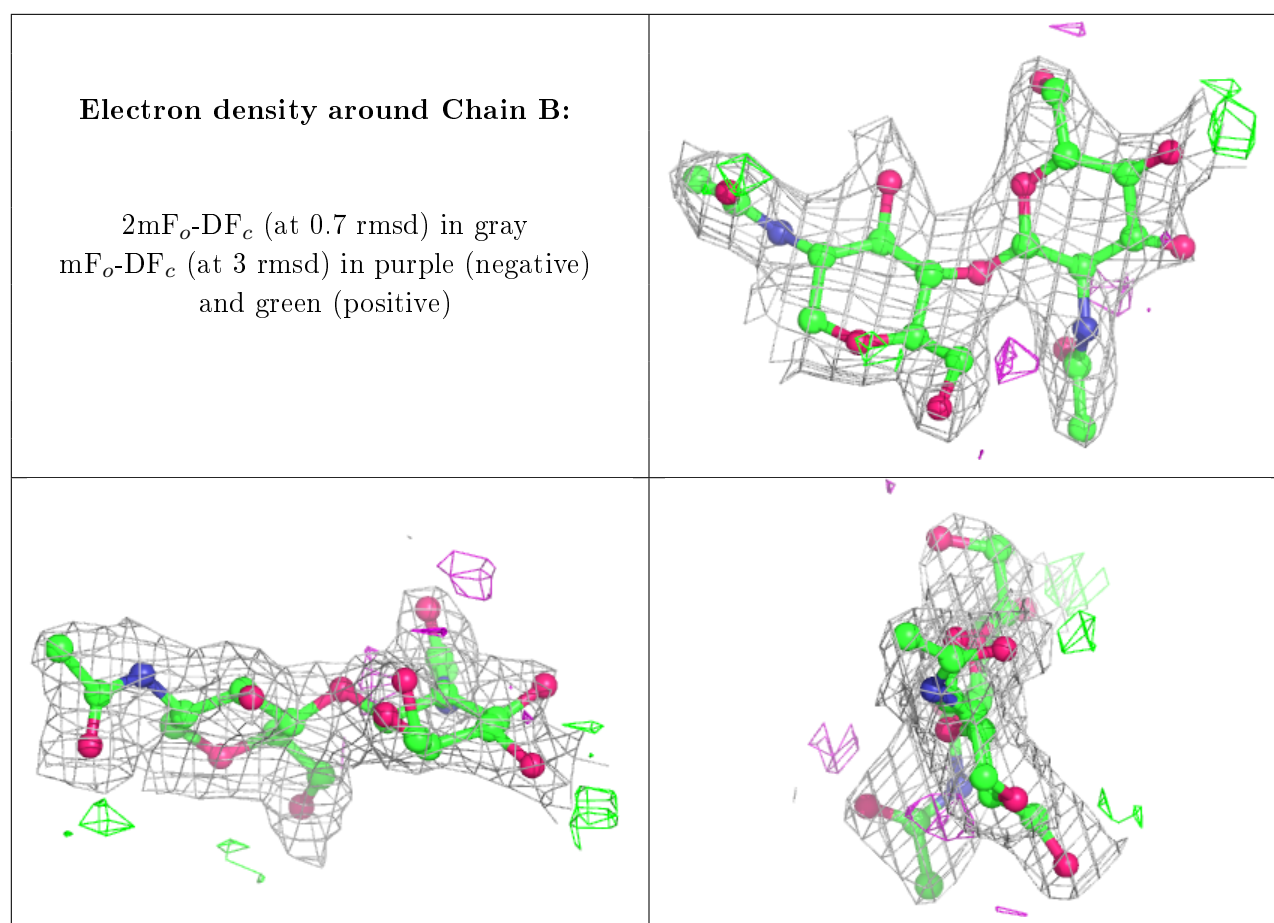 Electron density around Chain B:
2mFₒ-DF𝒸 (at 0.7 rmsd) in gray
mFₒ-DF𝒸 (at 3 rmsd) in purple (negative)
and green (positive)